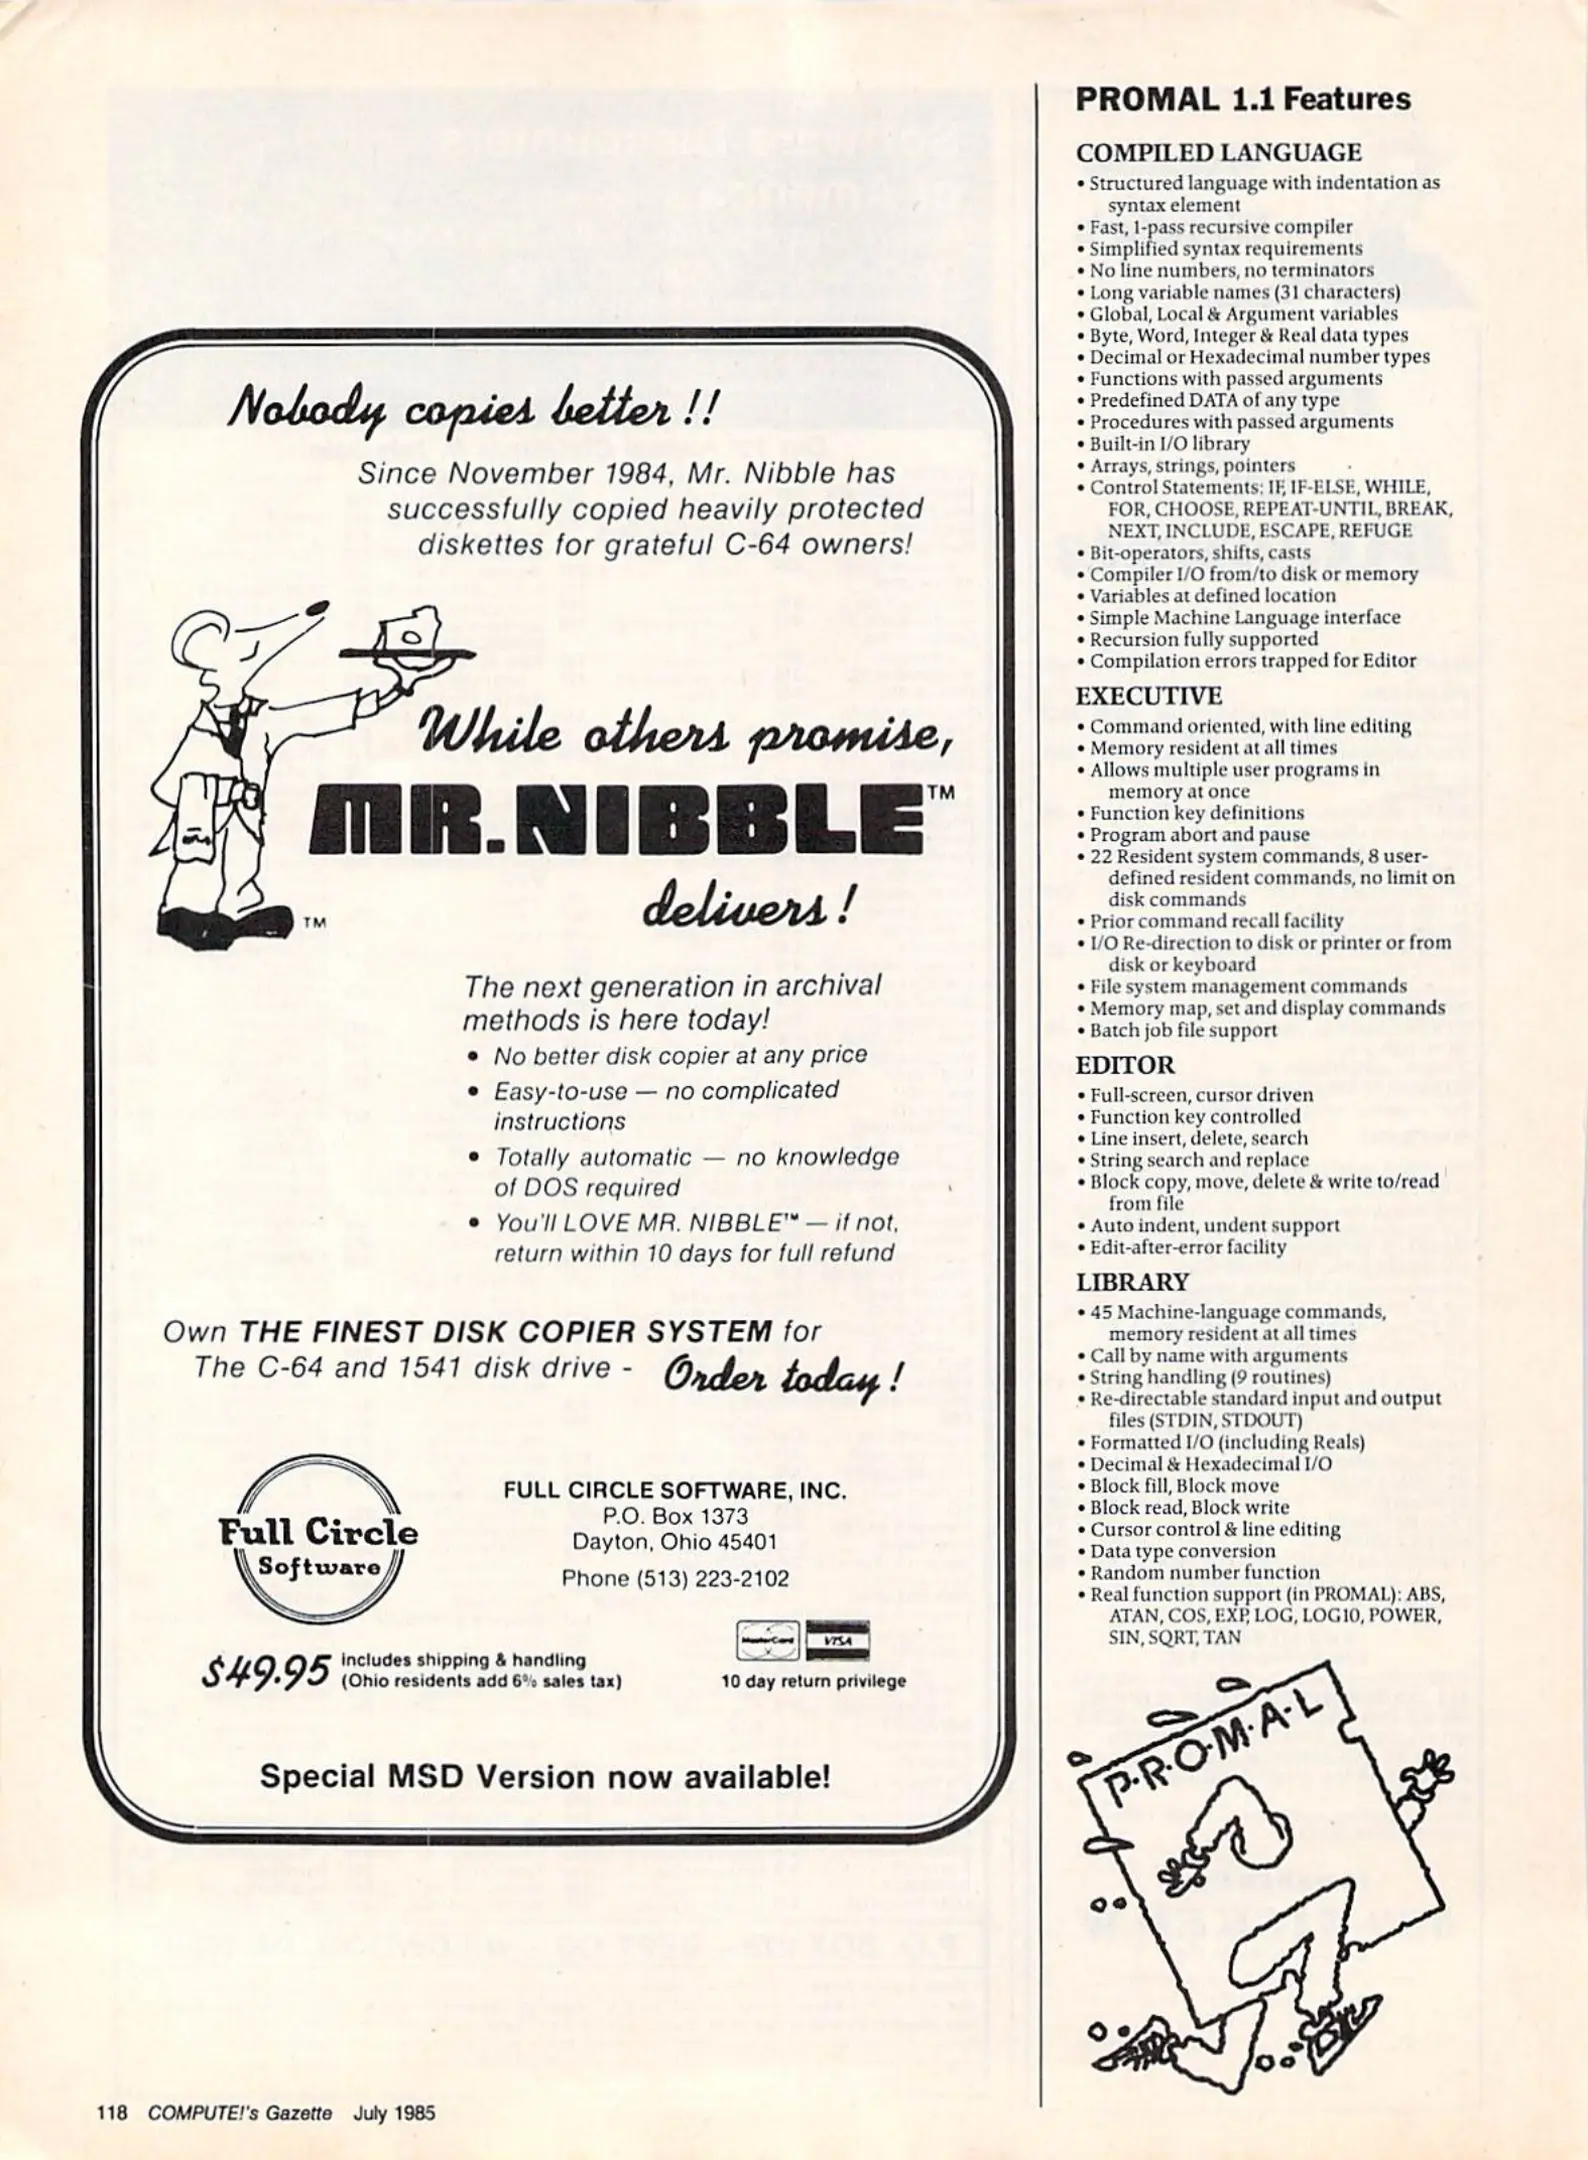 Nobody copies better !!
Since November 1984, Mr. Nibble has
successfully copied heavily protected
diskettes for grateful C-64 owners!
While others promise,
MR. NIBBLE™
delivers !
TM
The next generation in archival
methods is here today!
• No better disk copier at any price
• Easy-to-use — no complicated
instructions
• Totally automatic — no knowledge
of DOS required
• You'll LOVE MR. NIBBLE™ — if not,
return within 10 days for full refund
Own THE FINEST DISK COPIER SYSTEM for
The C-64 and 1541 disk drive - Order today !
Full Circle
Software
FULL CIRCLE SOFTWARE, INC.
P.O. Box 1373
Dayton, Ohio 45401
Phone (513) 223-2102
$49.95 includes shipping & handling
(Ohio residents add 6% sales tax)
MasterCard VISA
10 day return privilege
Special MSD Version now available!
PROMAL 1.1 Features
COMPILED LANGUAGE
• Structured language with indentation as
syntax element
• Fast, 1-pass recursive compiler
• Simplified syntax requirements
• No line numbers, no terminators
• Long variable names (31 characters)
• Global, Local & Argument variables
• Byte, Word, Integer & Real data types
• Decimal or Hexadecimal number types
• Functions with passed arguments
• Predefined DATA of any type
• Procedures with passed arguments
• Built-in I/O library
• Arrays, strings, pointers
• Control Statements: IF, IF-ELSE, WHILE,
FOR, CHOOSE, REPEAT-UNTIL, BREAK,
NEXT, INCLUDE, ESCAPE, REFUGE
• Bit-operators, shifts, casts
• Compiler I/O from/to disk or memory
• Variables at defined location
• Simple Machine Language interface
• Recursion fully supported
• Compilation errors trapped for Editor
EXECUTIVE
• Command oriented, with line editing
• Memory resident at all times
• Allows multiple user programs in
memory at once
• Function key definitions
• Program abort and pause
• 22 Resident system commands, 8 user-
defined resident commands, no limit on
disk commands
• Prior command recall facility
• I/O Re-direction to disk or printer or from
disk or keyboard
• File system management commands
• Memory map, set and display commands
• Batch job file support
EDITOR
• Full-screen, cursor driven
• Function key controlled
• Line insert, delete, search
• String search and replace
• Block copy, move, delete & write to/read
from file
• Auto indent, undent support
• Edit-after-error facility
LIBRARY
• 45 Machine-language commands,
memory resident at all times
• Call by name with arguments
• String handling (9 routines)
• Re-directable standard input and output
files (STDIN, STDOUT)
• Formatted I/O (including Reals)
• Decimal & Hexadecimal I/O
• Block fill, Block move
• Block read, Block write
• Cursor control & line editing
• Data type conversion
• Random number function
• Real function support (in PROMAL): ABS,
ATAN, COS, EXP, LOG, LOG10, POWER,
SIN, SQRT, TAN
P·R·O·M·A·L
118 COMPUTE!'s Gazette July 1985